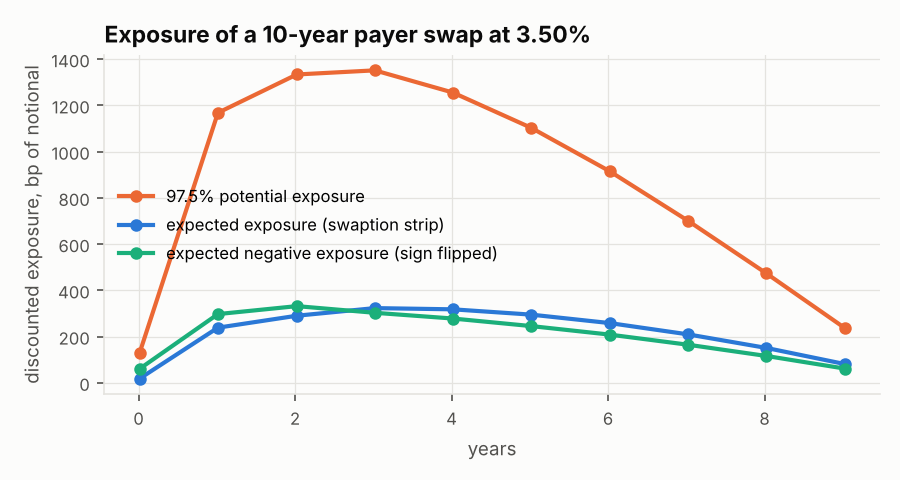 Exposure of a 10-year payer swap at 3.50%
discounted exposure, bp of notional
1400
1200
1000
800
600
400
200
0
97.5% potential exposure
expected exposure (swaption strip)
expected negative exposure (sign flipped)
0 2 4 6 8
years